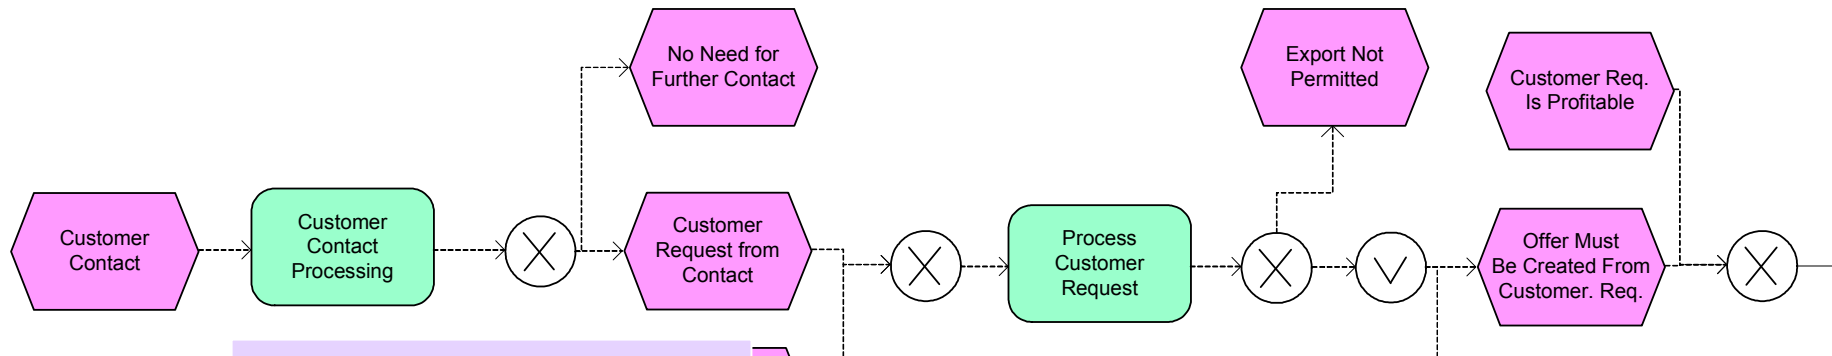 No Need for
Further Contact
Export Not
Permitted
Customer Req.
Is Profitable
Customer
Contact
Customer
Contact
Processing
Customer
Request from
Contact
Process
Customer
Request
Offer Must
Be Created From
Customer. Req.